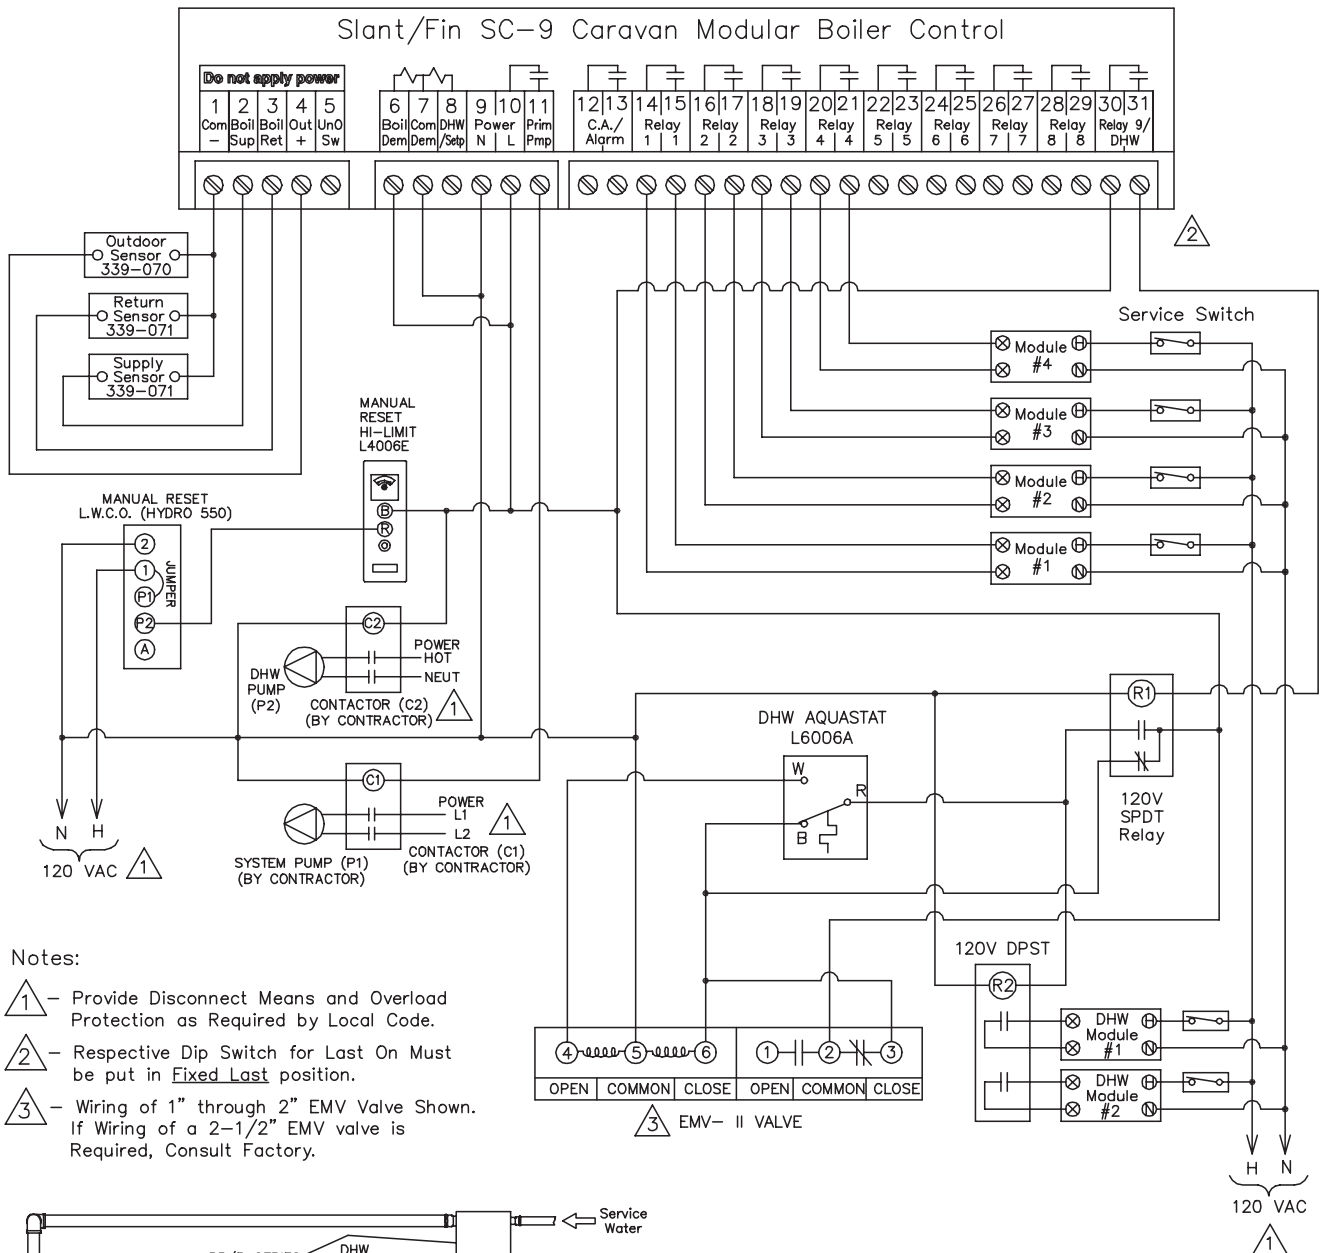 Slant/Fin SC-9 Caravan Modular Boiler Control
Do not apply power
1 2 3 4 5
Com Boil Boil Out UnO
- Sup Ret + Sw
6 7 8 9 10 11
Boil Com DHW Power Prim
Dem Dem /Setp N L Pmp
12 13 14 15 16 17 18 19 20 21 22 23 24 25 26 27 28 29 30 31
C.A./ Relay Relay Relay Relay Relay Relay Relay Relay Relay 9/
Alarm 1 1 2 2 3 3 4 4 5 5 6 6 7 7 8 8 DHW
2
Outdoor
Sensor
339-070
Return
Sensor
339-071
Supply
Sensor
339-071
Service Switch
Module
#4
H
N
Module
#3
H
N
Module
#2
H
N
Module
#1
H
N
MANUAL
RESET
HI-LIMIT
L4006E
B
R
MANUAL RESET
L.W.C.O. (HYDRO 550)
2
1
P1
P2
A
JUMPER
C2
POWER
HOT
NEUT
DHW
PUMP
(P2)
CONTACTOR (C2)
(BY CONTRACTOR)
1
C1
POWER
L1
L2
1
SYSTEM PUMP (P1)
(BY CONTRACTOR)
CONTACTOR (C1)
(BY CONTRACTOR)
N H
120 VAC
1
DHW AQUASTAT
L6006A
W
R
B
R1
120V
SPDT
Relay
120V DPST
R2
DHW
Module
#1
H
N
DHW
Module
#2
H
N
4 5 6 1 2 3
OPEN COMMON CLOSE OPEN COMMON CLOSE
3 EMV- II VALVE
H N
120 VAC
1
Notes:
1 - Provide Disconnect Means and Overload
Protection as Required by Local Code.
2 - Respective Dip Switch for Last On Must
be put in Fixed Last position.
3 - Wiring of 1" through 2" EMV Valve Shown.
If Wiring of a 2-1/2" EMV valve is
Required, Consult Factory.
Service
Water
DHW